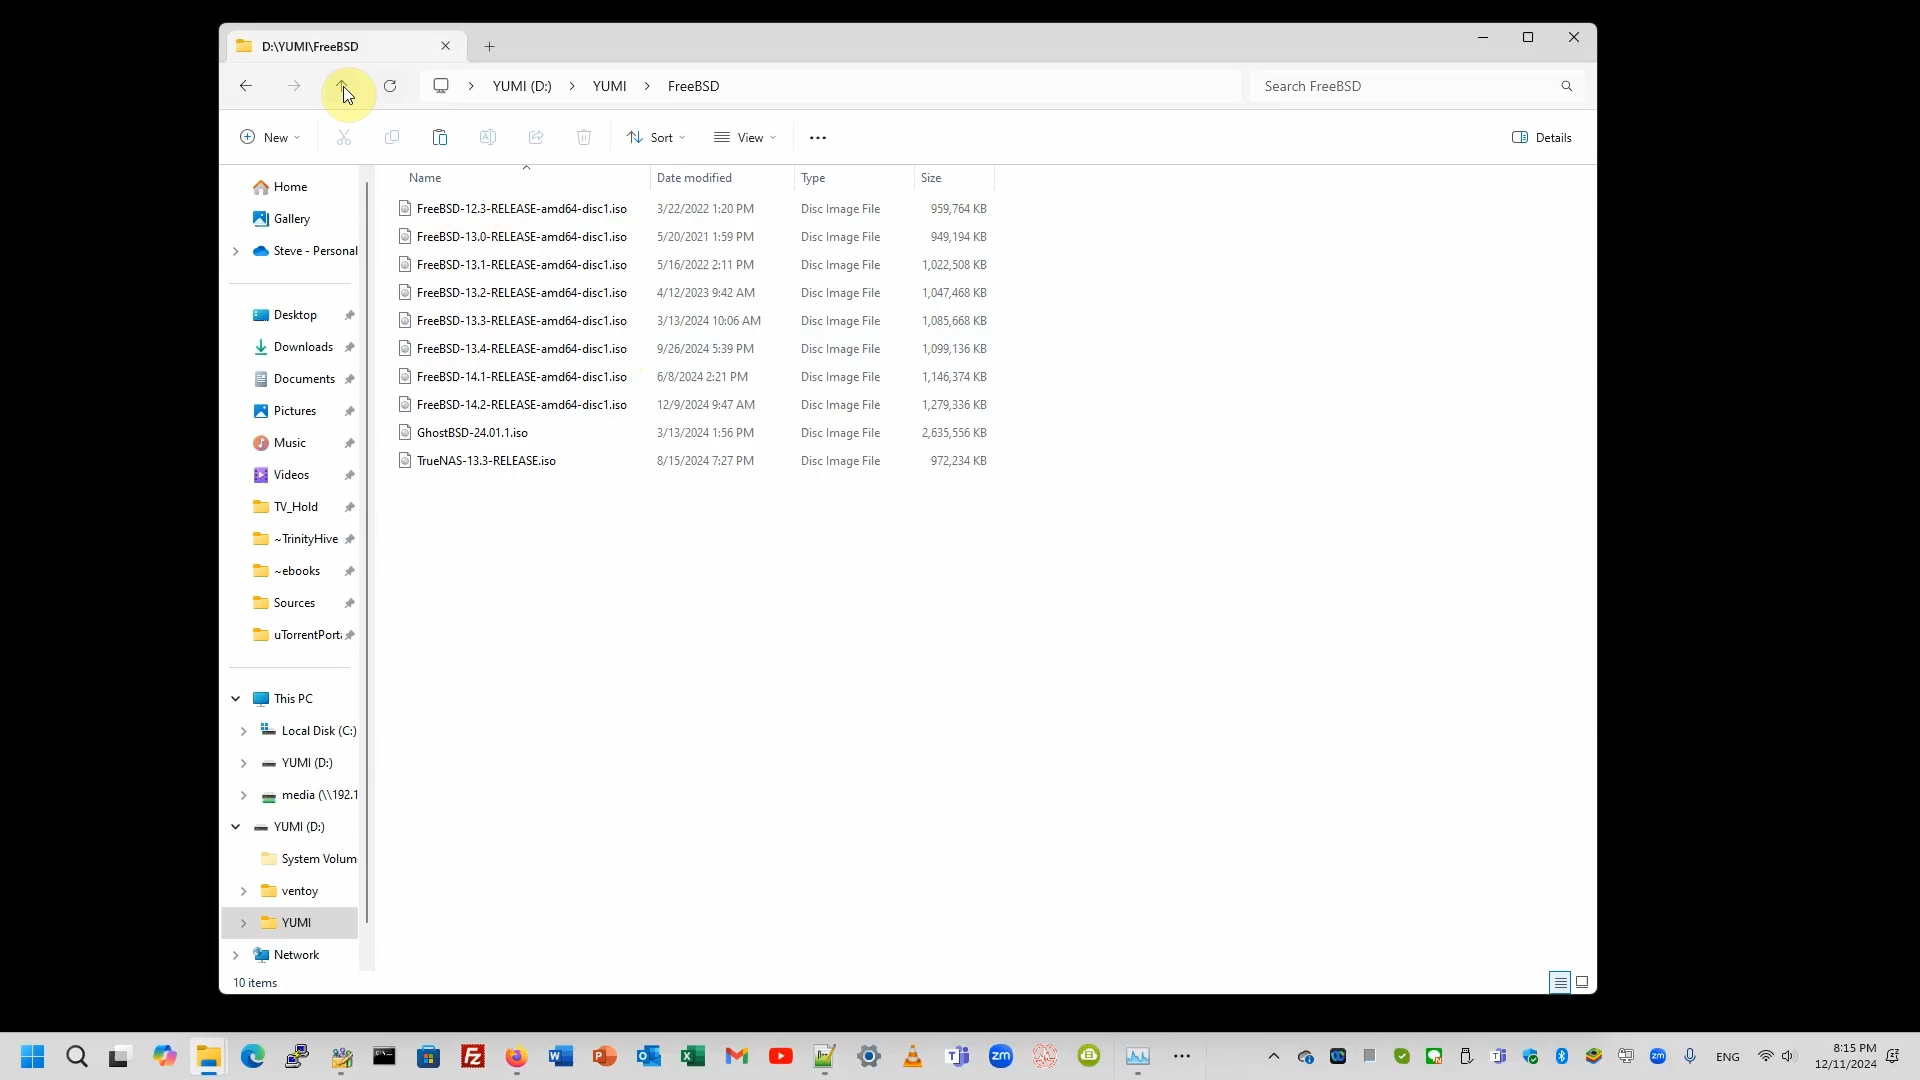 D:\YUMI\FreeBSD
YUMI (D:) YUMI FreeBSD
Search FreeBSD
New Sort View Details
Name Date modified Type Size
FreeBSD-12.3-RELEASE-amd64-disc1.iso 3/22/2022 1:20 PM Disc Image File 959,764 KB
FreeBSD-13.0-RELEASE-amd64-disc1.iso 5/20/2021 1:59 PM Disc Image File 949,194 KB
FreeBSD-13.1-RELEASE-amd64-disc1.iso 5/16/2022 2:11 PM Disc Image File 1,022,508 KB
FreeBSD-13.2-RELEASE-amd64-disc1.iso 4/12/2023 9:42 AM Disc Image File 1,047,468 KB
FreeBSD-13.3-RELEASE-amd64-disc1.iso 3/13/2024 10:06 AM Disc Image File 1,085,668 KB
FreeBSD-13.4-RELEASE-amd64-disc1.iso 9/26/2024 5:39 PM Disc Image File 1,099,136 KB
FreeBSD-14.1-RELEASE-amd64-disc1.iso 6/8/2024 2:21 PM Disc Image File 1,146,374 KB
FreeBSD-14.2-RELEASE-amd64-disc1.iso 12/9/2024 9:47 AM Disc Image File 1,279,336 KB
GhostBSD-24.01.1.iso 3/13/2024 1:56 PM Disc Image File 2,635,556 KB
TrueNAS-13.3-RELEASE.iso 8/15/2024 7:27 PM Disc Image File 972,234 KB
Home
Gallery
Steve - Personal
Desktop
Downloads
Documents
Pictures
Music
Videos
TV_Hold
~TrinityHive
~ebooks
Sources
uTorrentPorta
This PC
Local Disk (C:)
YUMI (D:)
media (\\192.1
YUMI (D:)
System Volum
ventoy
YUMI
Network
10 items
ENG
8:15 PM
12/11/2024